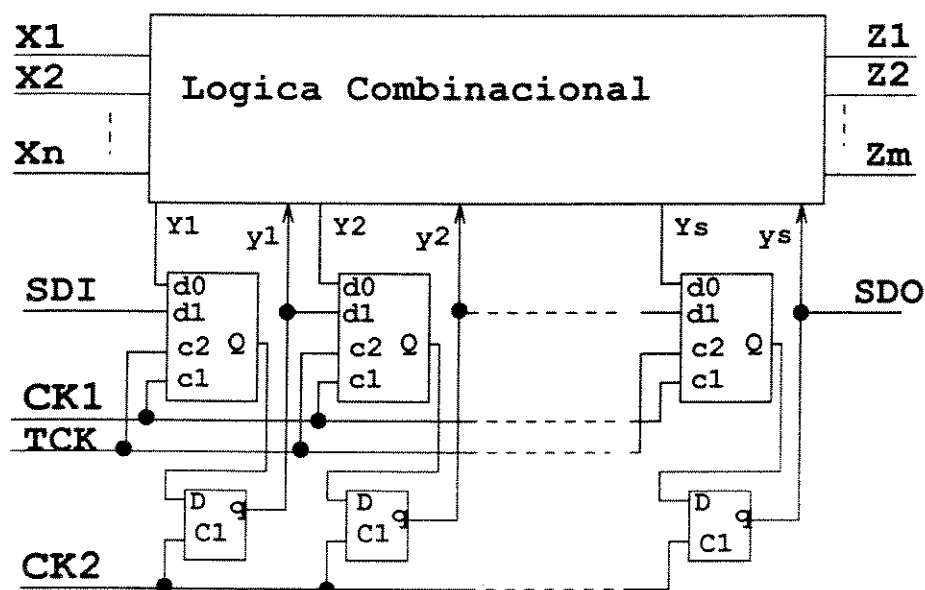 X1
X2
Xn
Logica Combinacional
Z1
Z2
Zm
Y1
y1
Y2
y2
Ys
ys
SDI
d0
d1
c2
c1
Q
d0
d1
c2
c1
Q
d0
d1
c2
c1
Q
SDO
CK1
TCK
D
q
C1
D
q
C1
D
q
C1
CK2